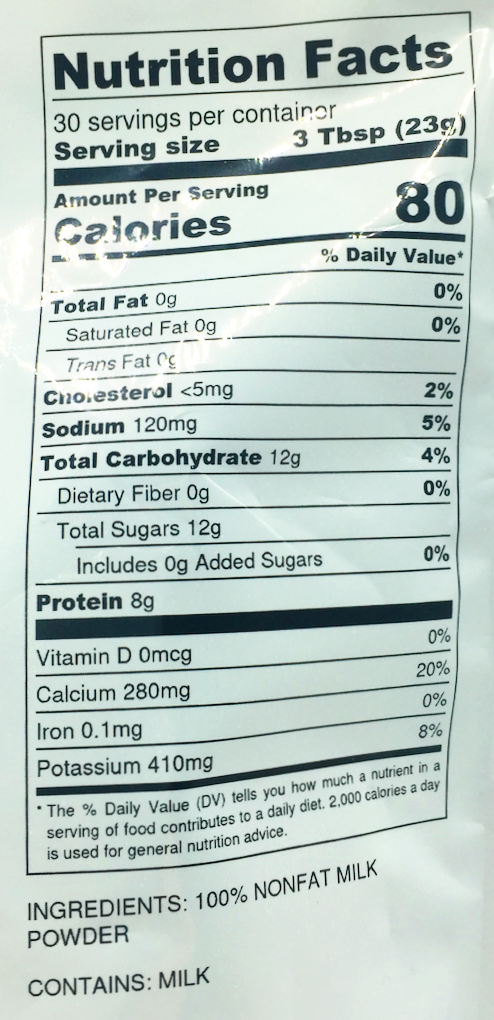 Nutrition Facts
30 servings per container
Serving size 3 Tbsp (23g)
Amount Per Serving
Calories 80
% Daily Value*
Total Fat 0g 0%
Saturated Fat 0g 0%
Trans Fat 0g
Cholesterol <5mg 2%
Sodium 120mg 5%
Total Carbohydrate 12g 4%
Dietary Fiber 0g 0%
Total Sugars 12g
Includes 0g Added Sugars 0%
Protein 8g
Vitamin D 0mcg 0%
Calcium 280mg 20%
Iron 0.1mg 0%
Potassium 410mg 8%
* The % Daily Value (DV) tells you how much a nutrient in a
serving of food contributes to a daily diet. 2,000 calories a day
is used for general nutrition advice.
INGREDIENTS: 100% NONFAT MILK
POWDER
CONTAINS: MILK